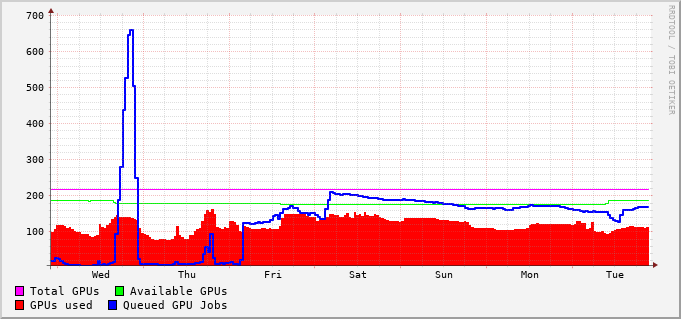 700
600
500
400
300
200
100
Wed Thu Fri Sat Sun Mon Tue
Total GPUs Available GPUs
GPUs used Queued GPU Jobs
RRDTOOL / TOBI OETIKER